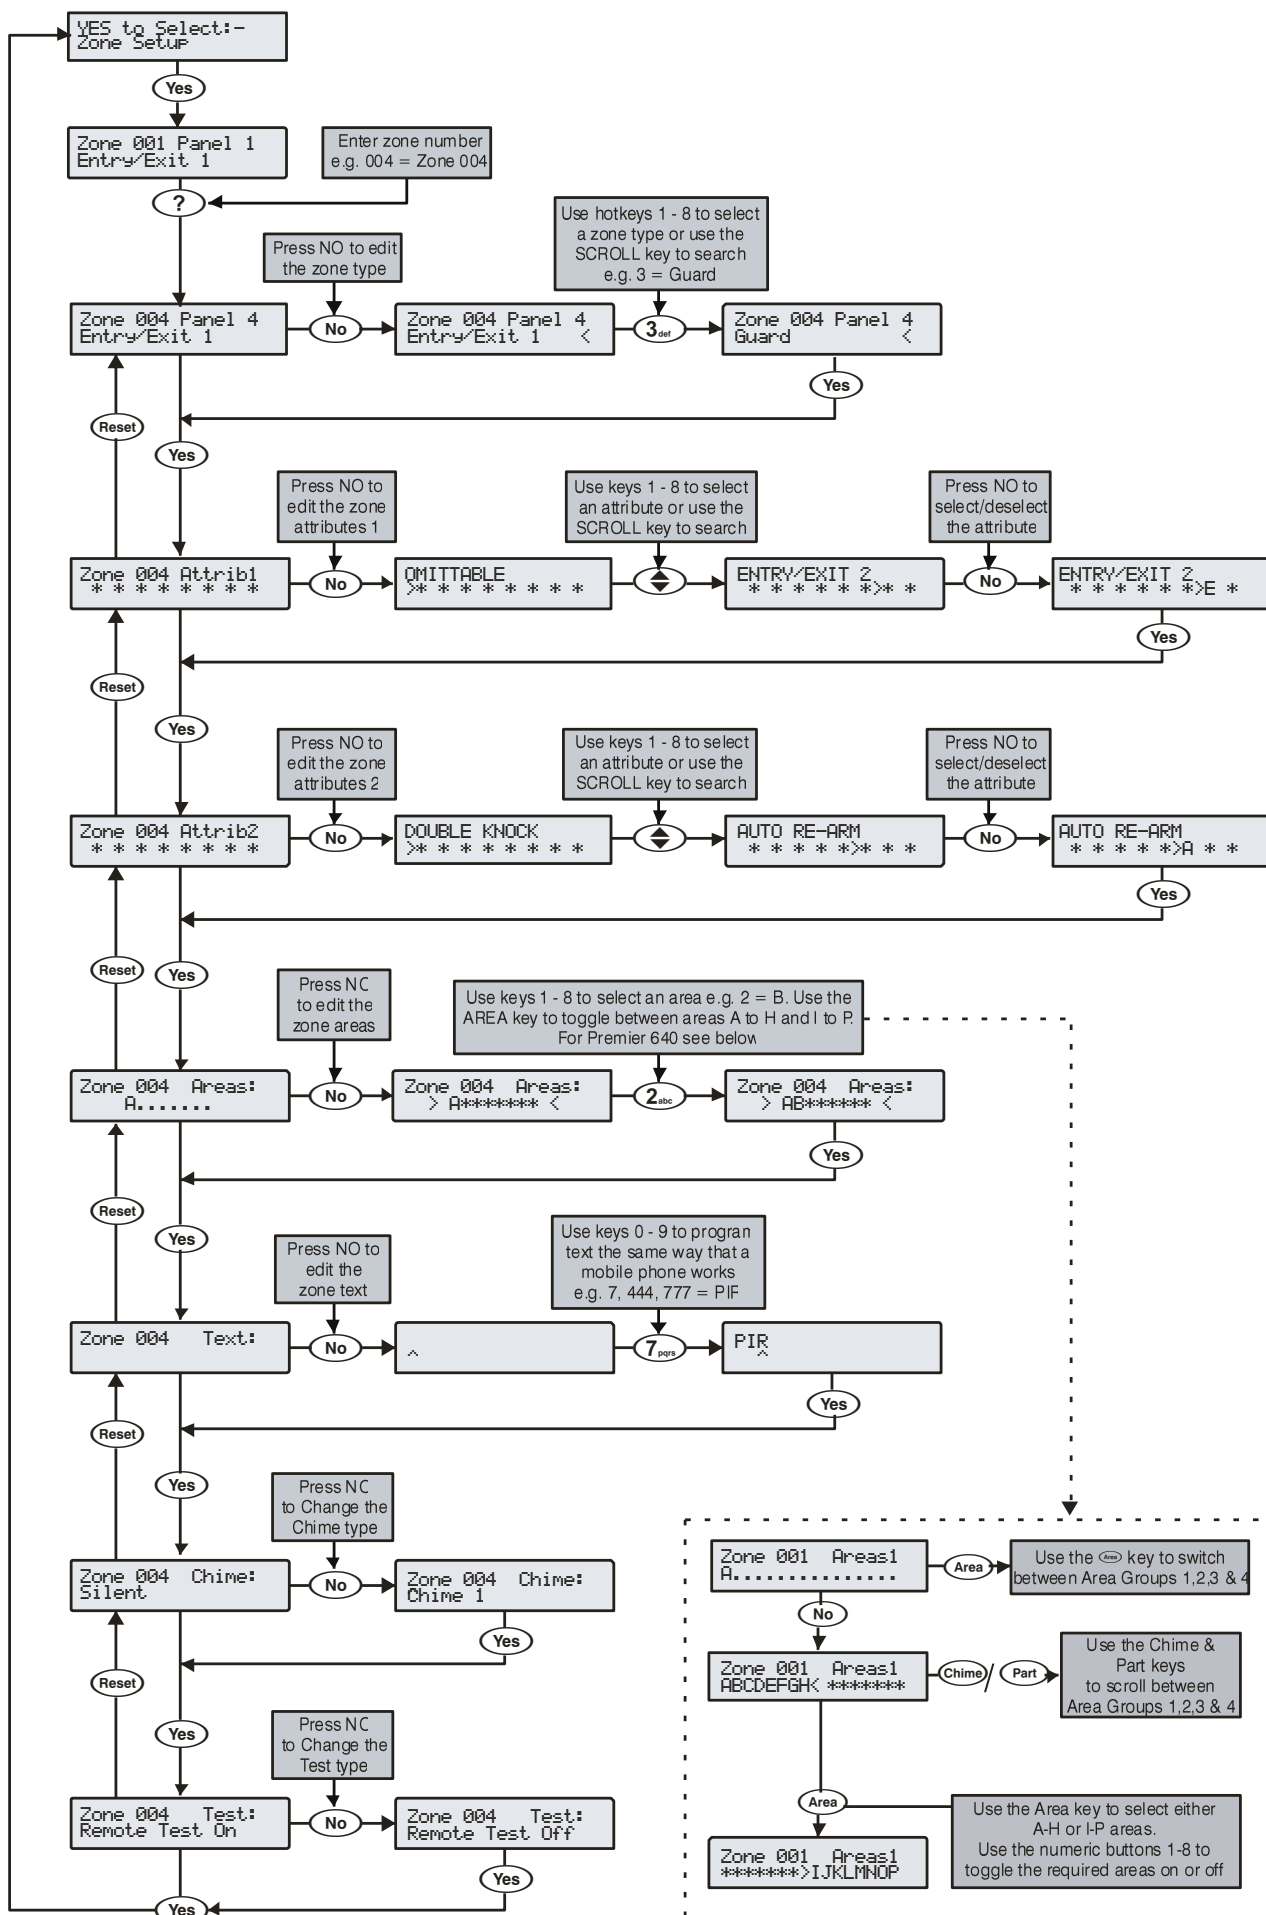 YES to Select:-
Zone Setup
Yes
Zone 001 Panel 1
Entry/Exit 1
Enter zone number
e.g. 004 = Zone 004
?
Use hotkeys 1 - 8 to select
a zone type or use the
SCROLL key to search
e.g. 3 = Guard
Press NO to edit
the zone type
Zone 004 Panel 4
Entry/Exit 1
No
Zone 004 Panel 4
Entry/Exit 1 <
3def
Zone 004 Panel 4
Guard <
Yes
Reset
Yes
Press NO to
edit the zone
attributes 1
Use keys 1 - 8 to select
an attribute or use the
SCROLL key to search
Press NO to
select/deselect
the attribute
Zone 004 Attrib1
* * * * * * * *
No
OMITTABLE
>* * * * * * * *
ENTRY/EXIT 2
* * * * * *>* *
No
ENTRY/EXIT 2
* * * * * *>E *
Yes
Reset
Yes
Press NO to
edit the zone
attributes 2
Use keys 1 - 8 to select
an attribute or use the
SCROLL key to search
Press NO to
select/deselect
the attribute
Zone 004 Attrib2
* * * * * * * *
No
DOUBLE KNOCK
>* * * * * * * *
AUTO RE-ARM
* * * * *>* * *
No
AUTO RE-ARM
* * * * *>A * *
Yes
Reset
Yes
Press NC
to edit the
zone areas
Use keys 1 - 8 to select an area e.g. 2 = B. Use the
AREA key to toggle between areas A to H and I to P.
For Premier 640 see below
Zone 004 Areas:
A.......
No
Zone 004 Areas:
> A******* <
2abc
Zone 004 Areas:
> AB****** <
Yes
Reset
Yes
Press NO to
edit the
zone text
Use keys 0 - 9 to progran
text the same way that a
mobile phone works
e.g. 7, 444, 777 = PIF
Zone 004 Text:
No
^
7pqrs
PIR
^
Yes
Reset
Yes
Press NC
to Change the
Chime type
Zone 004 Chime:
Silent
No
Zone 004 Chime:
Chime 1
Yes
Reset
Yes
Press NC
to Change the
Test type
Zone 004 Test:
Remote Test On
No
Zone 004 Test:
Remote Test Off
Yes
Yes
Zone 001 Areas1
A...............
Area
Use the Area key to switch
between Area Groups 1,2,3 & 4
No
Zone 001 Areas1
ABCDEFGH< *******
Chime / Part
Use the Chime &
Part keys
to scroll between
Area Groups 1,2,3 & 4
Area
Use the Area key to select either
A-H or I-P areas.
Use the numeric buttons 1-8 to
toggle the required areas on or off
Zone 001 Areas1
*******>IJKLMNOP